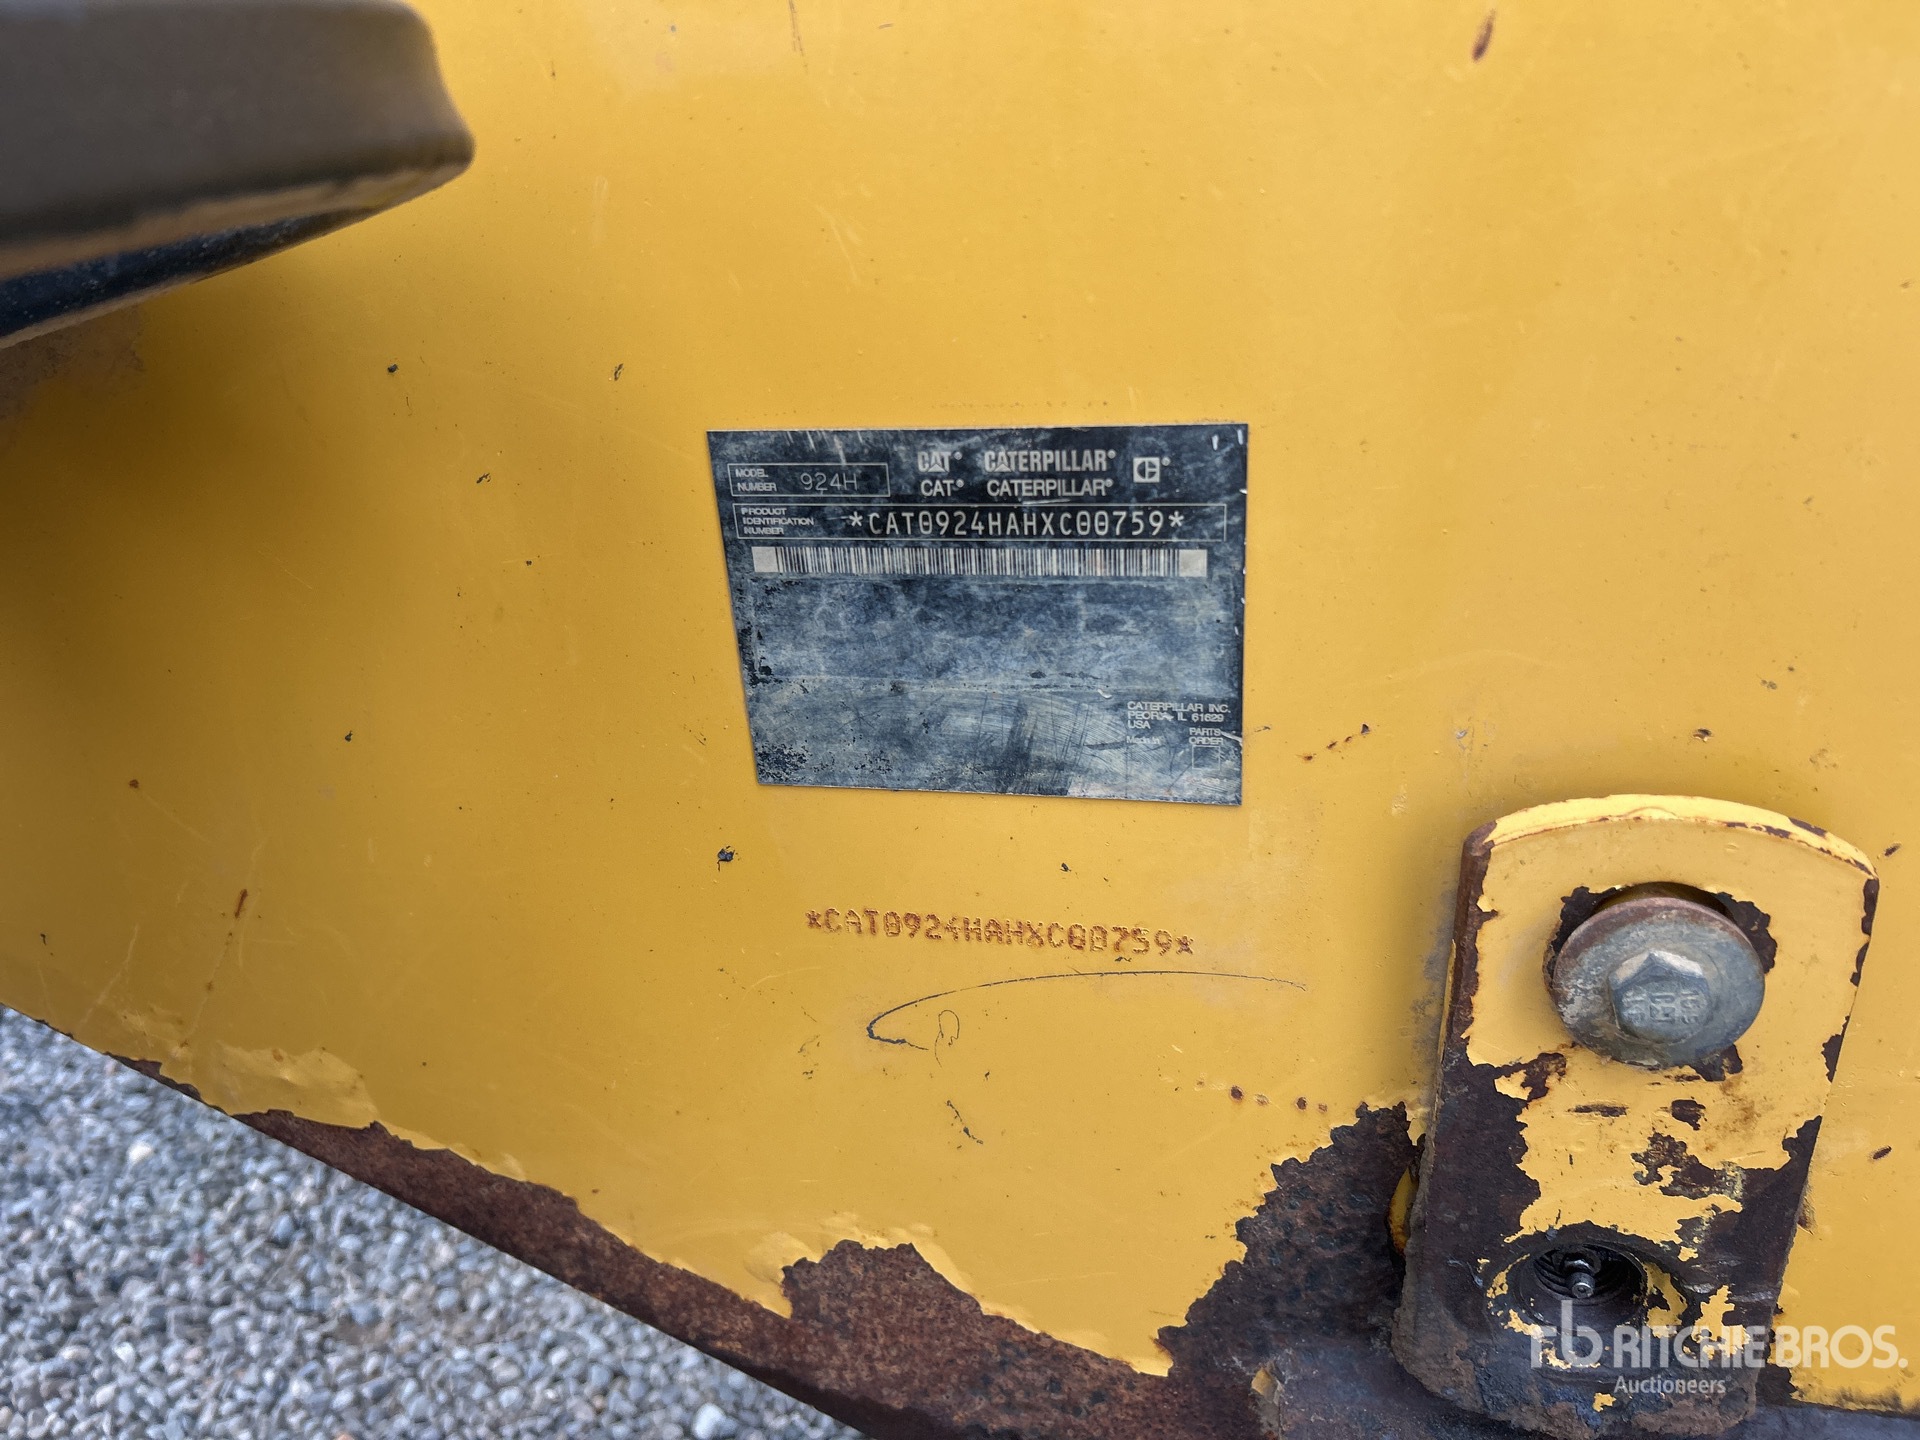 MODEL NUMBER 924H
CAT® CATERPILLAR®
CAT® CATERPILLAR®
PRODUCT IDENTIFICATION NUMBER *CAT0924HAHXC00759*
CATERPILLAR INC.
PEORIA, IL 61629
USA
Made in
PARTS ORDER
*CAT0924HAHXC00759*
rb RITCHIE BROS.
Auctioneers